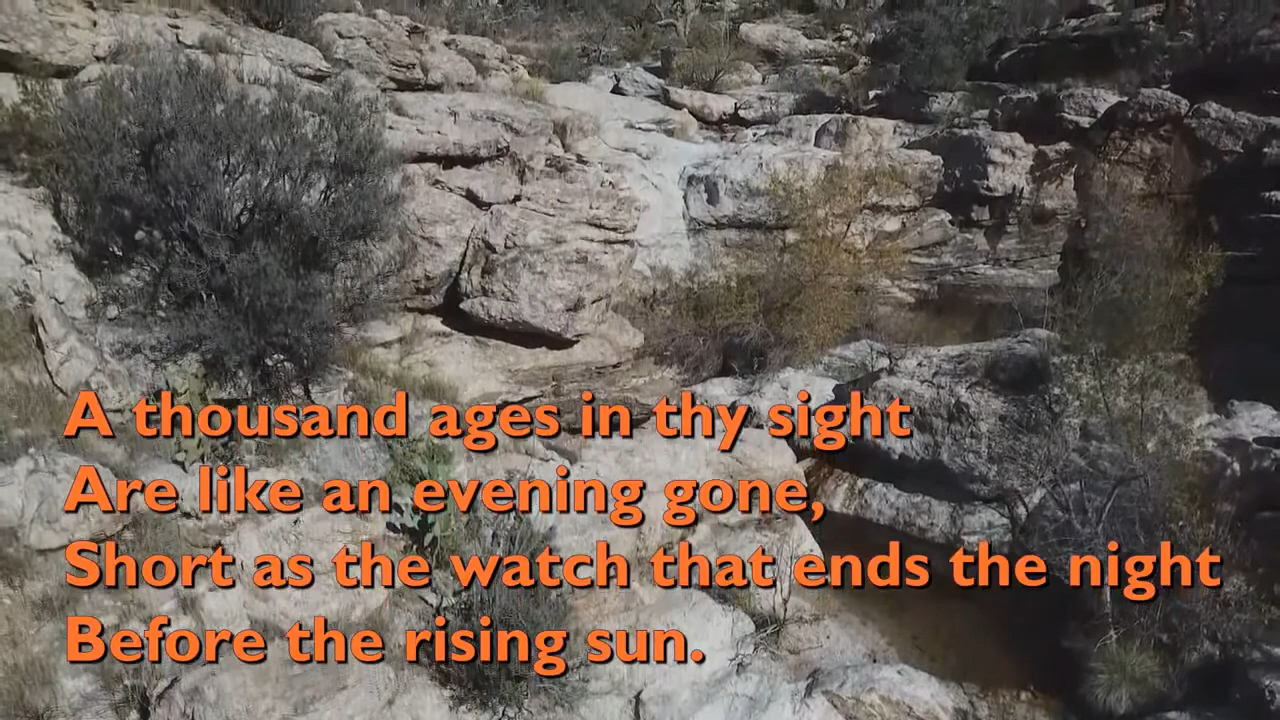 A thousand ages in thy sight
Are like an evening gone,
Short as the watch that ends the night
Before the rising sun.